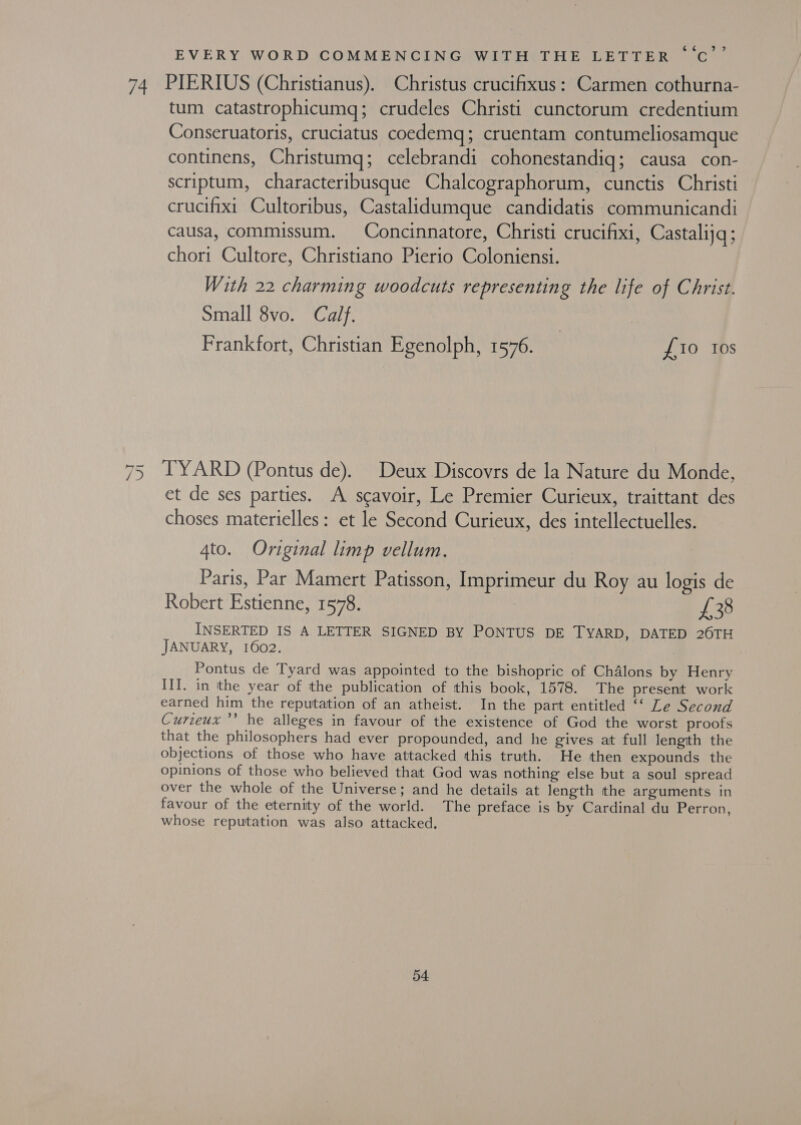 EVERY WORD COMMENCING WITH THE LETTER ‘‘C’’
74 PIERIUS (Christianus). Christus crucifixus: Carmen cothurna-
tum catastrophicumq; crudeles Christi cunctorum credentium
Conseruatoris, cruciatus coedemq; cruentam contumeliosamque
continens, Christumq; celebrandi cohonestandiq; causa con-
scriptum, characteribusque Chalcographorum, cunctis Christi
crucifixi Cultoribus, Castalidumque candidatis communicandi
causa, commissum. Concinnatore, Christi crucifixi, Castalijq;
chori Cultore, Christiano Pierio Coloniensi.
With 22 charming woodcuts representing the life of Christ.
Small 8vo. Calf.
Frankfort, Christian Egenolph, 1576. £10 10s
75 TYARD (Pontus de). Deux Discovrs de la Nature du Monde,
et de ses parties. A sçavoir, Le Premier Curieux, traittant des
choses materielles: et le Second Curieux, des intellectuelles.
4to. Original limp vellum.
Paris, Par Mamert Patisson, Imprimeur du Roy au logis de
Robert Estienne, 1578. £38
INSERTED IS A LETTER SIGNED BY PONTUS DE TYARD, DATED 26TH
JANUARY, 1602.
Pontus de Tyard was appointed to the bishopric of Châlons by Henry
III. in the year of the publication of this book, 1578. The present work
earned him the reputation of an atheist. In the part entitled ‘‘ Le Second
Curieux ’’ he alleges in favour of the existence of God the worst proofs
that the philosophers had ever propounded, and he gives at full length the
objections of those who have attacked this truth. He then expounds the
opinions of those who believed that God was nothing else but a soul spread
over the whole of the Universe; and he details at length the arguments in
favour of the eternity of the world. The preface is by Cardinal du Perron,
whose reputation was also attacked.
54